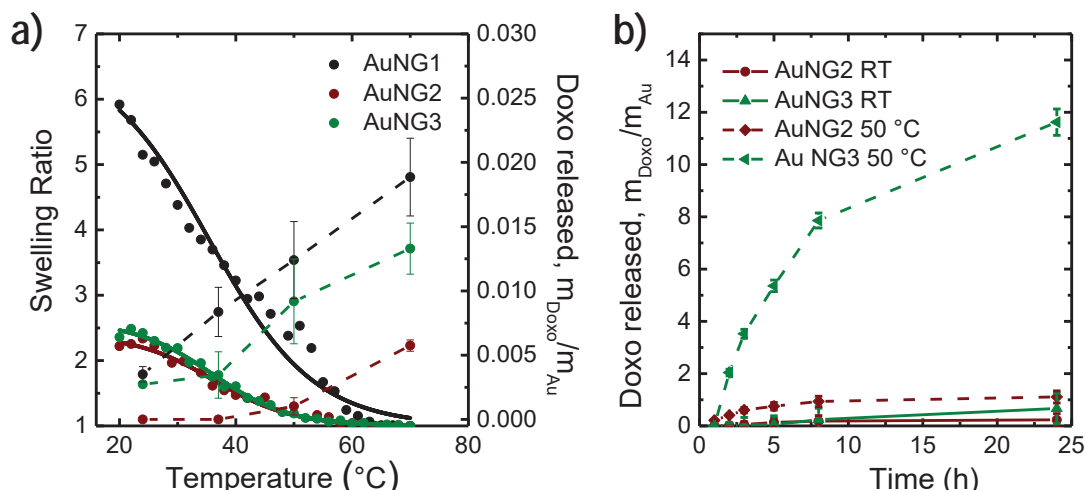 a)
7
6
5
4
3
2
1
Swelling Ratio
AuNG1
AuNG2
AuNG3
0.030
0.025
0.020
0.015
0.010
0.005
0.000
Doxo released, mDoxo/mAu
20 40 60 80
Temperature (°C)
b)
15
14
12
10
8
6
4
2
0
Doxo released, mDoxo/mAu
AuNG2 RT
AuNG3 RT
AuNG2 50 °C
Au NG3 50 °C
0 5 10 15 20 25
Time (h)